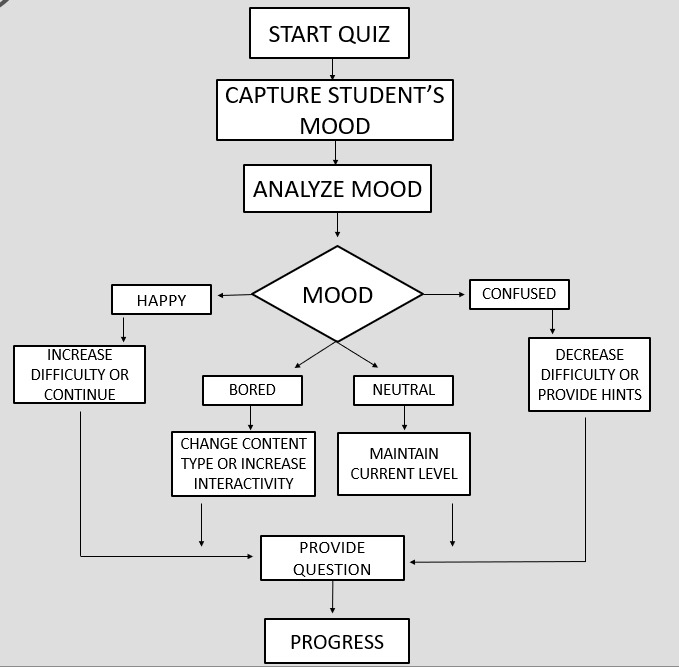 START QUIZ
CAPTURE STUDENT’S
MOOD
ANALYZE MOOD
MOOD
HAPPY
CONFUSED
INCREASE
DIFFICULTY OR
CONTINUE
DECREASE
DIFFICULTY OR
PROVIDE HINTS
BORED
NEUTRAL
CHANGE CONTENT
TYPE OR INCREASE
INTERACTIVITY
MAINTAIN
CURRENT LEVEL
PROVIDE
QUESTION
PROGRESS